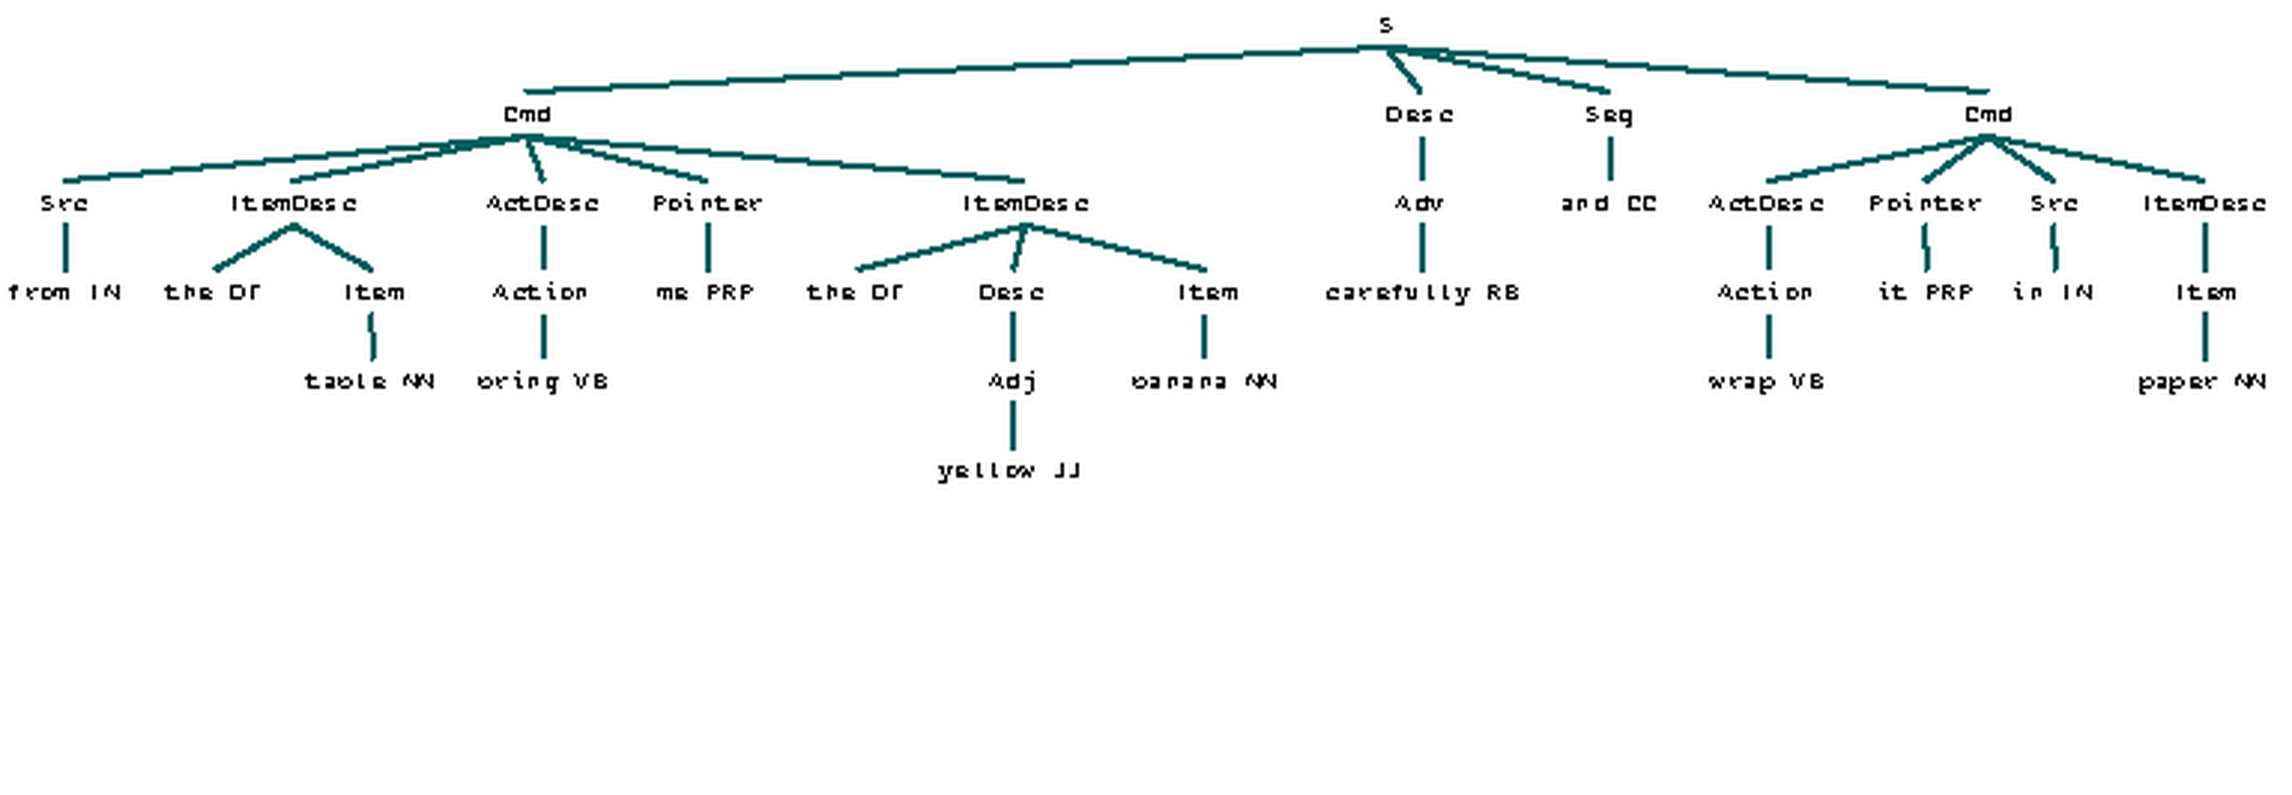 S
Cmd Desc Seq Cmd
Src ItemDesc ActDesc Pointer ItemDesc Adv and CC ActDesc Pointer Src ItemDesc
from IN the DT Item Action me PRP the DT Desc Item carefully RB Action it PRP in IN Item
table NN bring VB Adj banana NN wrap VB paper NN
yellow JJ